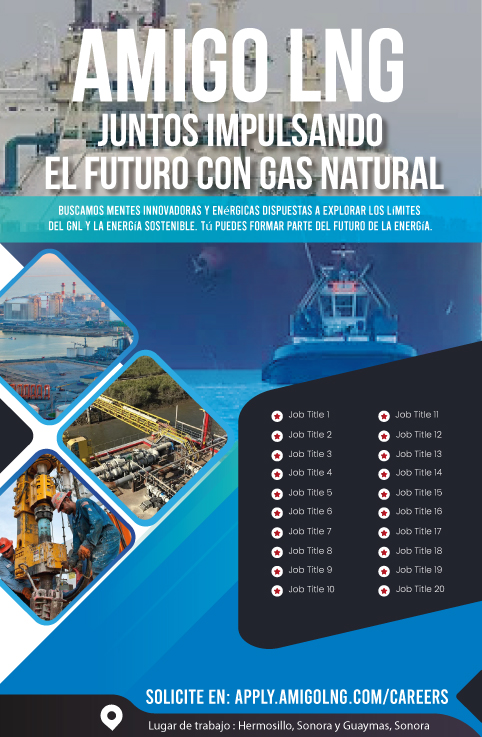 AMIGO LNG
JUNTOS IMPULSANDO
EL FUTURO CON GAS NATURAL
BUSCAMOS MENTES INNOVADORAS Y ENéRGICAS DISPUESTAS A EXPLORAR LOS LíMITES
DEL GNL Y LA ENERGíA SOSTENIBLE. Tú PUEDES FORMAR PARTE DEL FUTURO DE LA ENERGíA.
Job Title 1
Job Title 2
Job Title 3
Job Title 4
Job Title 5
Job Title 6
Job Title 7
Job Title 8
Job Title 9
Job Title 10
Job Title 11
Job Title 12
Job Title 13
Job Title 14
Job Title 15
Job Title 16
Job Title 17
Job Title 18
Job Title 19
Job Title 20
SOLICITE EN: APPLY.AMIGOLNG.COM/CAREERS
Lugar de trabajo : Hermosillo, Sonora y Guaymas, Sonora